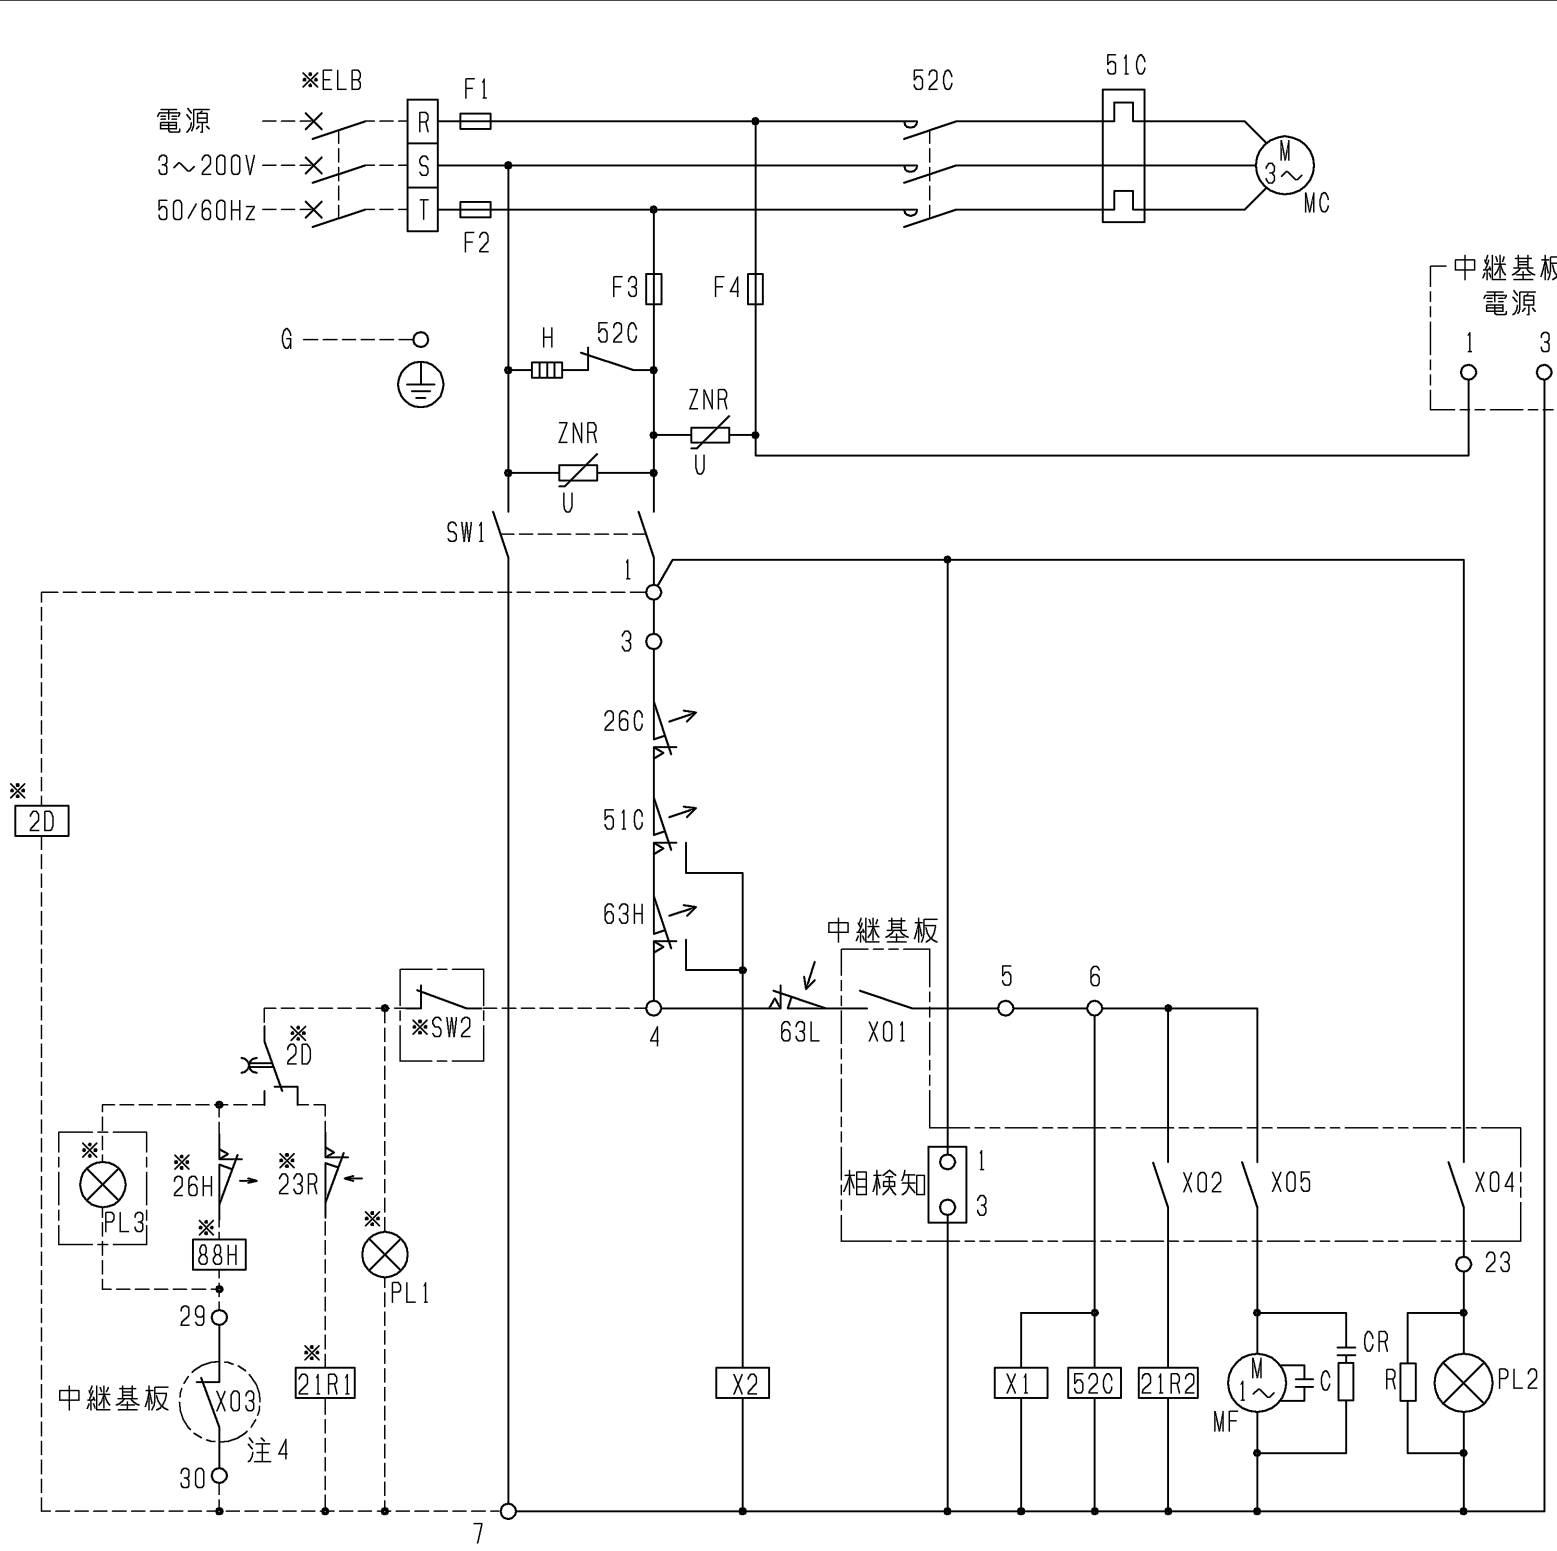 ※ELB
F1
52C
51C
電源
R
3～200V
S
M
3～
50/60Hz
T
MC
F2
中継基板
電源
F3
F4
1
3
G
H
52C
ZNR
U
ZNR
U
SW1
1
3
26C
※
2D
51C
63H
中継基板
5
6
※SW2
4
63L
X01
※
2D
※
PL3
※
26H
※
23R
相検知
1
3
X02
X05
X04
※
88H
※
PL1
23
29
※
21R1
中継基板
X03
注4
30
X2
X1
52C
21R2
M
1～
MF
C
CR
R
PL2
7